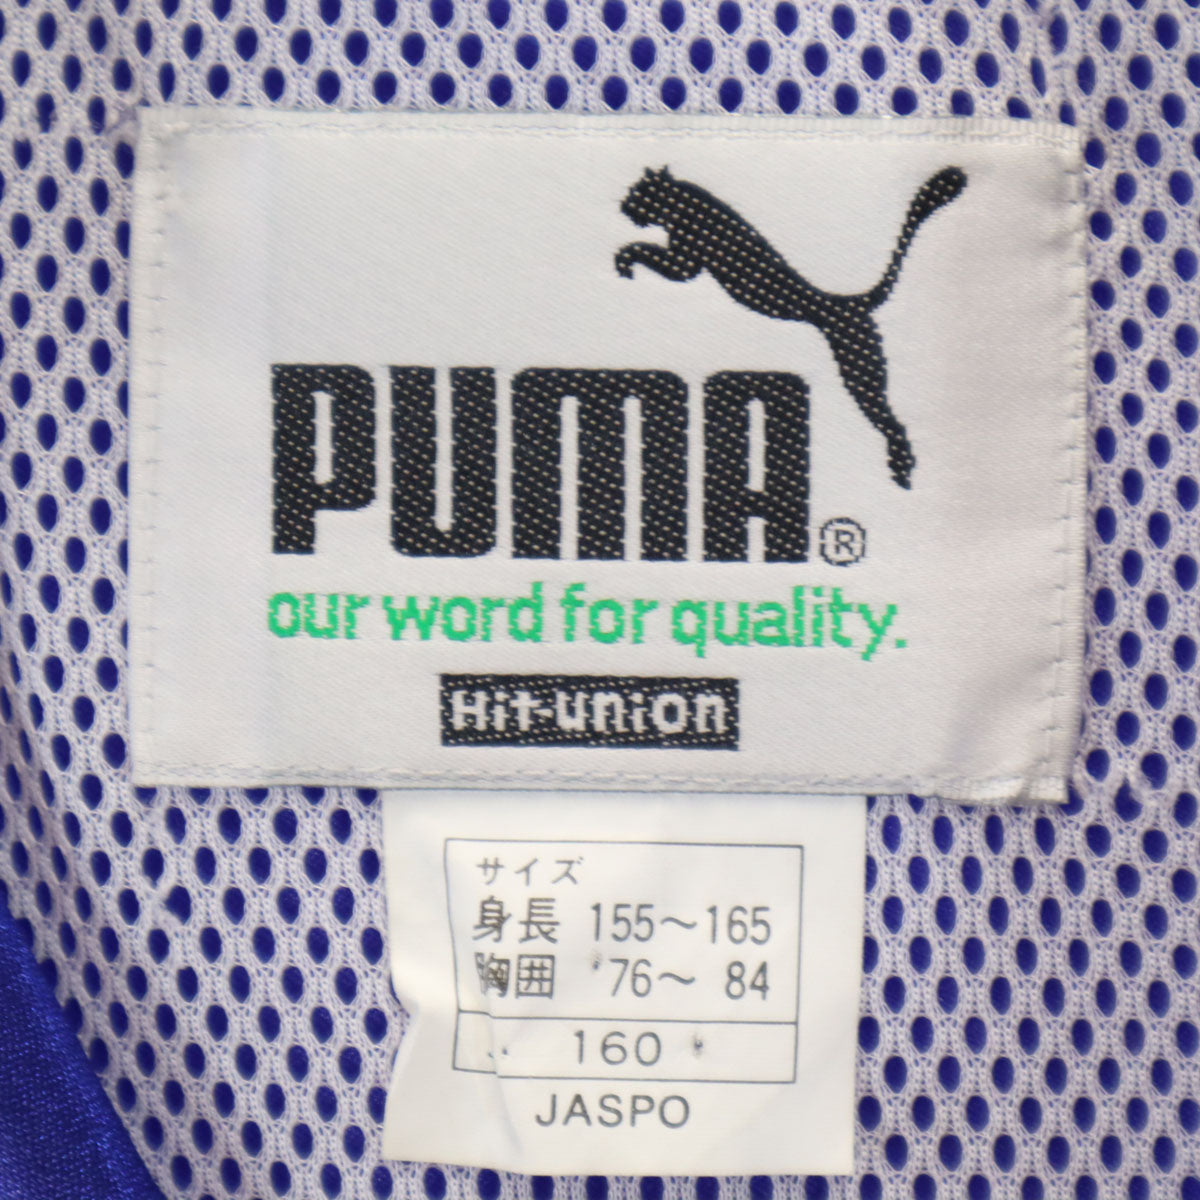 PUMA®
our word for quality.
Hit-union
サイズ
身長 155～165
胸囲 76～ 84
160
JASPO